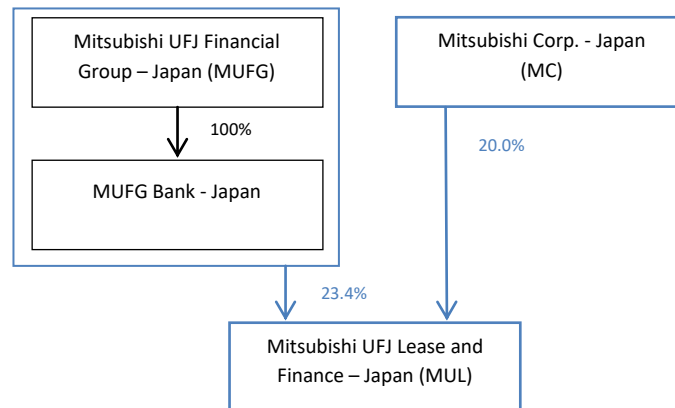 Mitsubishi UFJ Financial
Group – Japan (MUFG)
Mitsubishi Corp. - Japan
(MC)
100%
20.0%
MUFG Bank - Japan
23.4%
Mitsubishi UFJ Lease and
Finance – Japan (MUL)